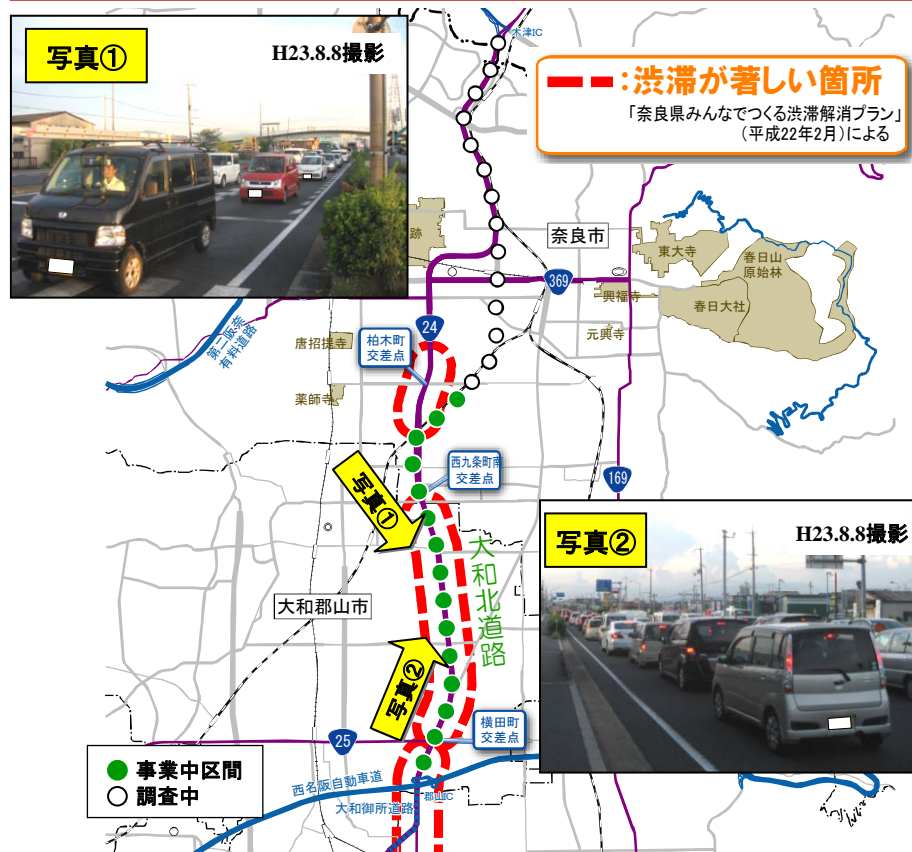 写真①
H23.8.8撮影
木津IC
:渋滞が著しい箇所
「奈良県みんなでつくる渋滞解消プラン」
(平成22年2月)による
跡
奈良市
東大寺
春日山
原始林
369
興福寺
春日大社
元興寺
第二阪奈
有料道路
24
唐招提寺
柏木町
交差点
薬師寺
西九条町南
交差点
169
写真①
写真②
H23.8.8撮影
大和北道路
大和郡山市
写真②
横田町
交差点
25
事業中区間
調査中
西名阪自動車道
郡山IC
大和御所道路